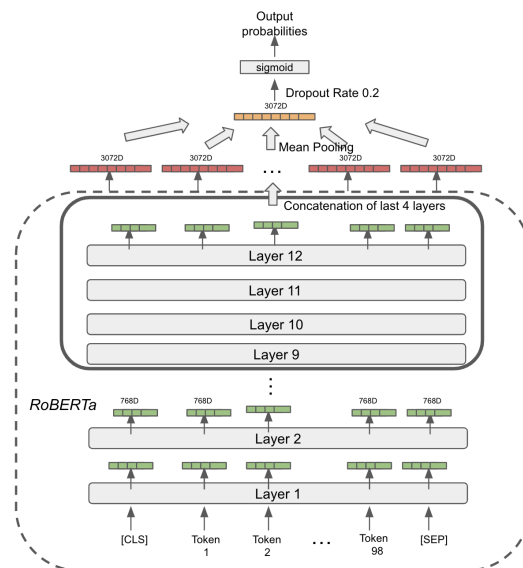 Output
probabilities
sigmoid
Dropout Rate 0.2
3072D
Mean Pooling
3072D 3072D ... 3072D 3072D
Concatenation of last 4 layers
Layer 12
Layer 11
Layer 10
Layer 9
...
RoBERTa
768D 768D 768D 768D
Layer 2
Layer 1
[CLS] Token 1 Token 2 ... Token 98 [SEP]